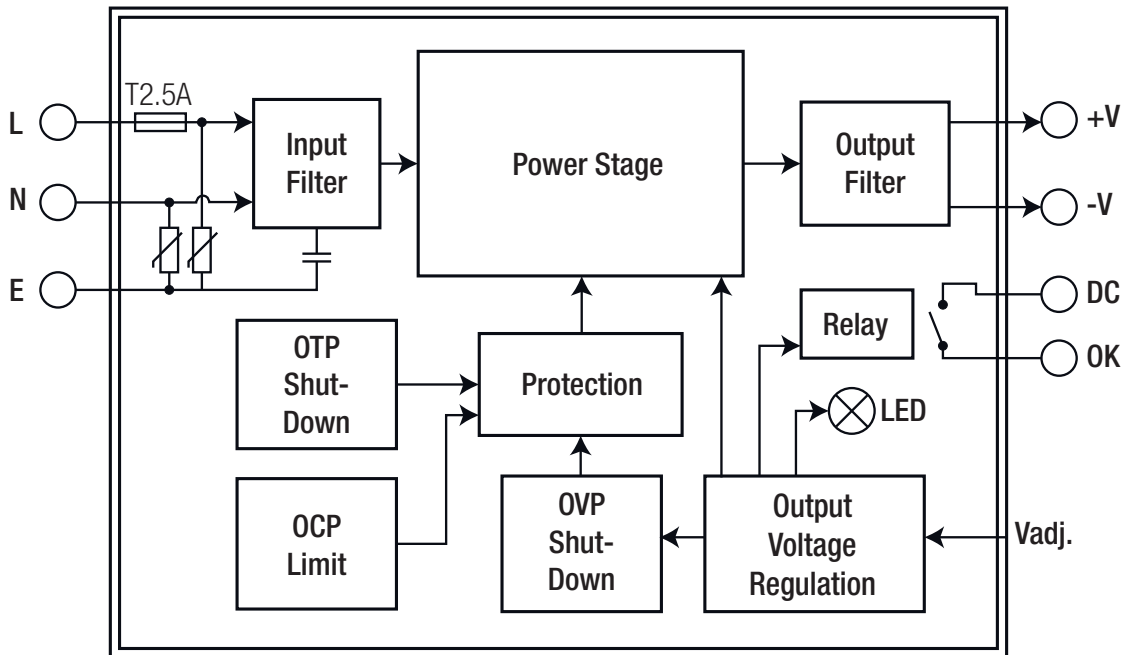 T2.5A
L
N
E
Input
Filter
Power Stage
Output
Filter
+V
-V
DC
OK
Relay
LED
OTP
Shut-
Down
Protection
OCP
Limit
OVP
Shut-
Down
Output
Voltage
Regulation
Vadj.